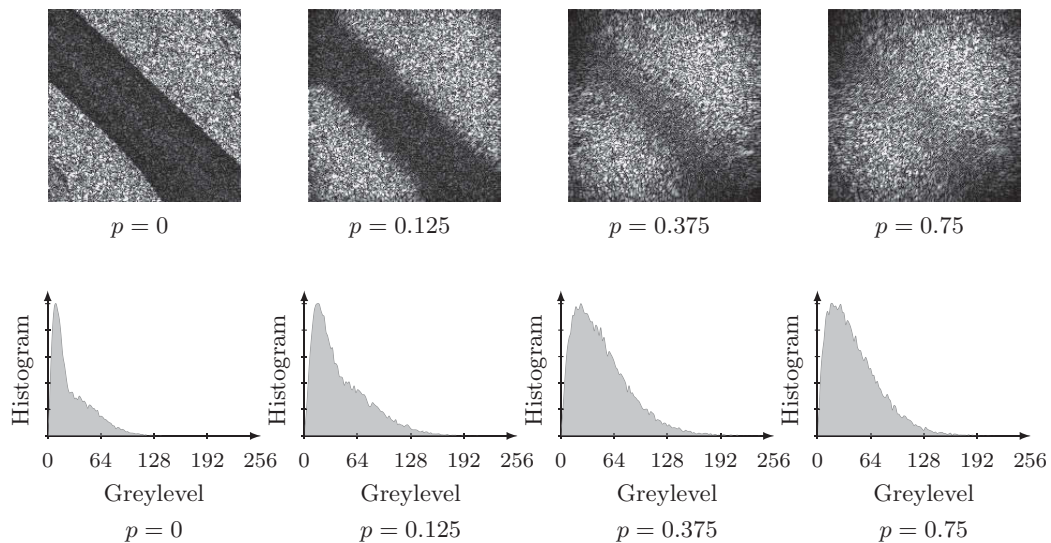 p = 0
p = 0.125
p = 0.375
p = 0.75
Histogram
0 64 128 192 256
Greylevel
p = 0
Histogram
0 64 128 192 256
Greylevel
p = 0.125
Histogram
0 64 128 192 256
Greylevel
p = 0.375
Histogram
0 64 128 192 256
Greylevel
p = 0.75